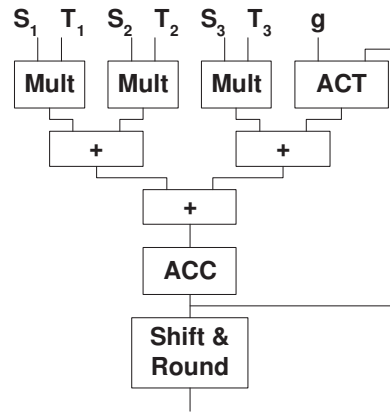 S1 T1 S2 T2 S3 T3 g
Mult Mult Mult ACT
+ +
+
ACC
Shift &
Round